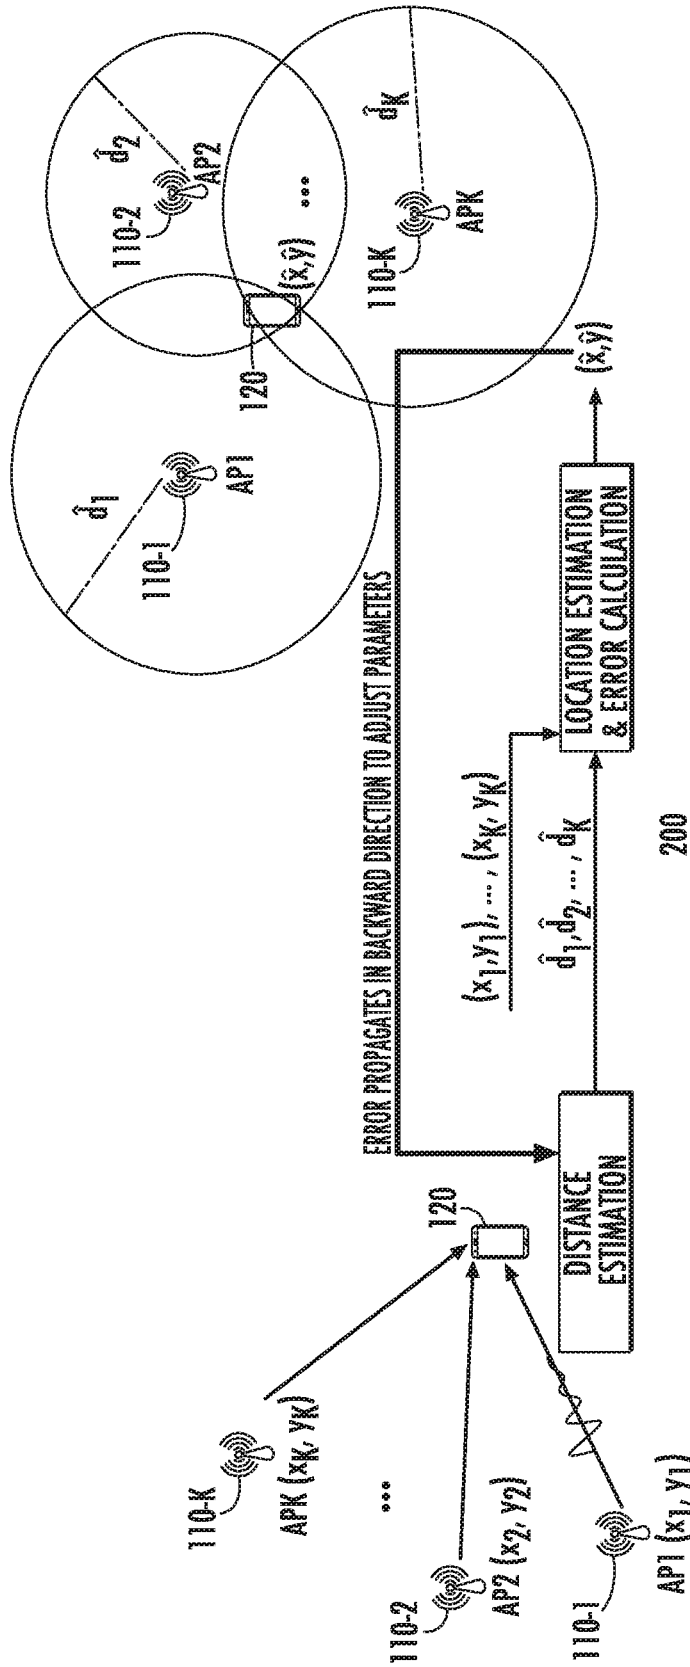 110-K
APK (xK, yK)
...
110-2
AP2 (x2, y2)
110-1
AP1 (x1, y1)
120
DISTANCE
ESTIMATION
ERROR PROPAGATES IN BACKWARD DIRECTION TO ADJUST PARAMETERS
(x1,y1), ... , (xK, yK)
d̂1,d̂2, ... , d̂K
LOCATION ESTIMATION
& ERROR CALCULATION
(x̂,ŷ)
d̂1
110-1
AP1
120
(x̂,ŷ)
d̂2
110-2
AP2
...
d̂K
110-K
APK
200